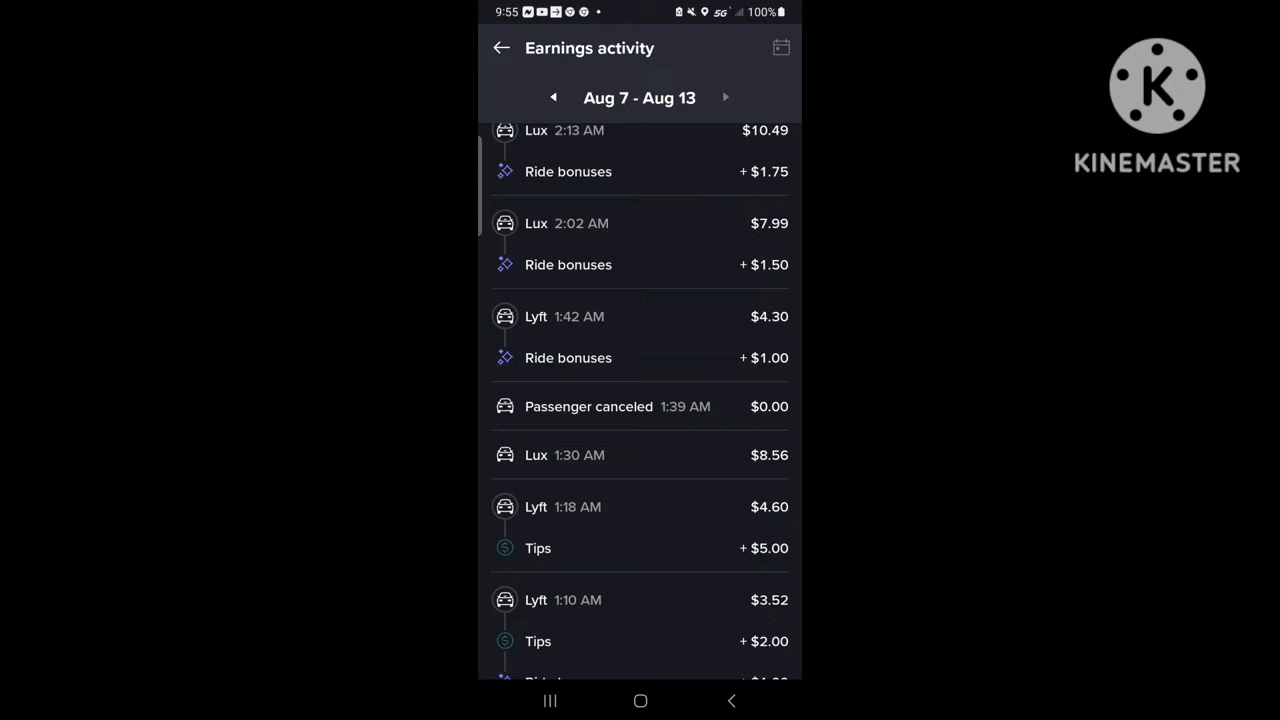 9:55 5G 100%
Earnings activity
Aug 7 - Aug 13
Lux 2:13 AM $10.49
Ride bonuses + $1.75
Lux 2:02 AM $7.99
Ride bonuses + $1.50
Lyft 1:42 AM $4.30
Ride bonuses + $1.00
Passenger canceled 1:39 AM $0.00
Lux 1:30 AM $8.56
Lyft 1:18 AM $4.60
Tips + $5.00
Lyft 1:10 AM $3.52
Tips + $2.00
K
KINEMASTER